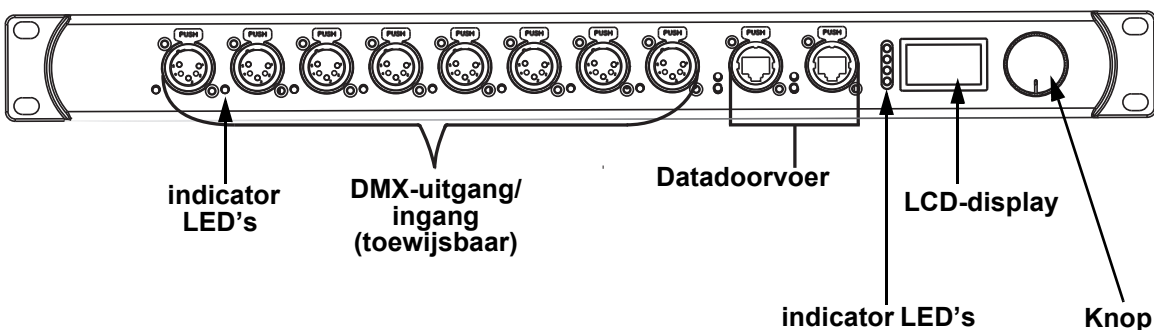 PUSH PUSH PUSH PUSH PUSH PUSH PUSH PUSH PUSH PUSH
indicator
LED’s
DMX-uitgang/
ingang
(toewijsbaar)
Datadoorvoer
LCD-display
indicator LED’s
Knop